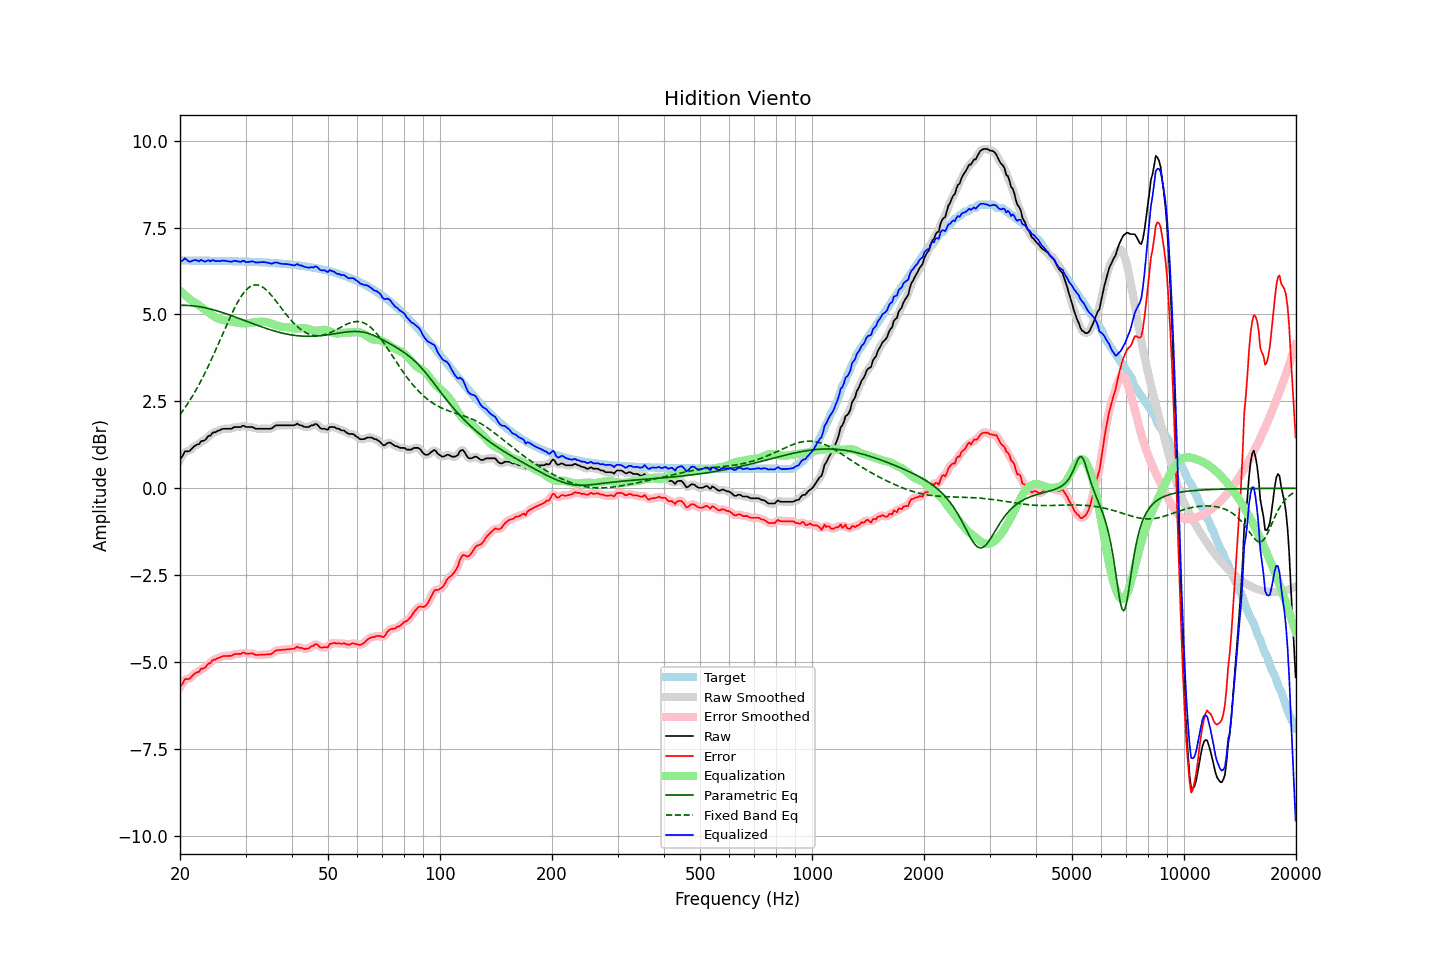 Hidition Viento
Amplitude (dBr)
10.0
7.5
5.0
2.5
0.0
−2.5
−5.0
−7.5
−10.0
Target
Raw Smoothed
Error Smoothed
Raw
Error
Equalization
Parametric Eq
Fixed Band Eq
Equalized
20
50
100
200
500
1000
2000
5000
10000
20000
Frequency (Hz)